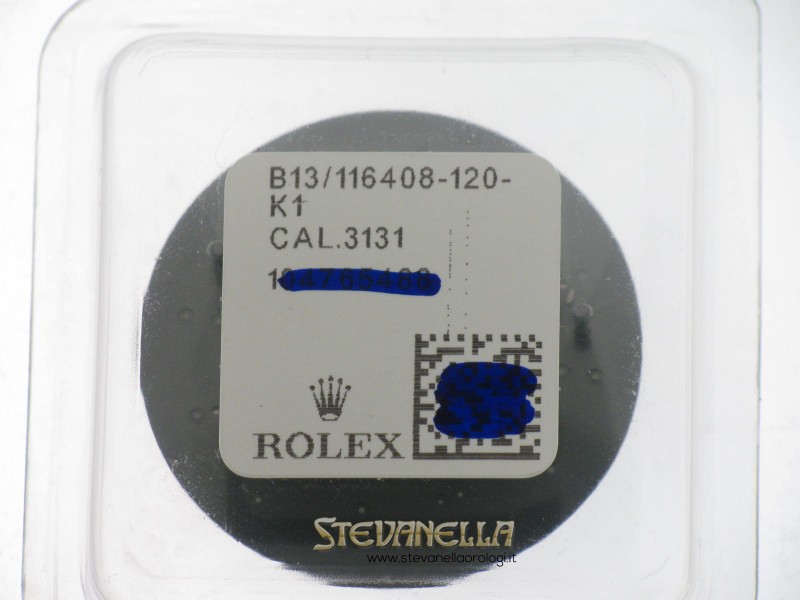 B13/116408-120-
K1
CAL.3131
ROLEX
STEVANELLA
www.stevanellaorologi.it